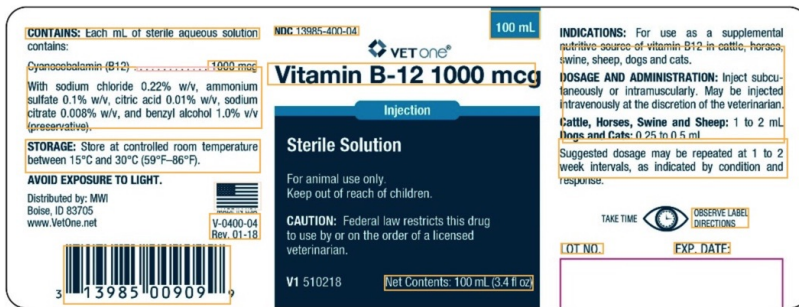 CONTAINS: Each mL of sterile aqueous solution
contains:
Cyanocobalamin (B12) ..................... 1000 mcg
With sodium chloride 0.22% w/v, ammonium
sulfate 0.1% w/v, citric acid 0.01% w/v, sodium
citrate 0.008% w/v, and benzyl alcohol 1.0% v/v
(preservative).
STORAGE: Store at controlled room temperature
between 15°C and 30°C (59°F–86°F).
AVOID EXPOSURE TO LIGHT.
Distributed by: MWI
Boise, ID 83705
www.VetOne.net
MADE IN USA
V-0400-04
Rev. 01-18
3 13985 00909 9
NDC 13985-400-04
100 mL
VET ONE®
Vitamin B-12 1000 mcg
Injection
Sterile Solution
For animal use only.
Keep out of reach of children.
CAUTION: Federal law restricts this drug
to use by or on the order of a licensed
veterinarian.
V1 510218
Net Contents: 100 mL (3.4 fl oz)
INDICATIONS: For use as a supplemental
nutritive source of vitamin B12 in cattle, horses,
swine, sheep, dogs and cats.
DOSAGE AND ADMINISTRATION: Inject subcu-
taneously or intramuscularly. May be injected
intravenously at the discretion of the veterinarian.
Cattle, Horses, Swine and Sheep: 1 to 2 mL
Dogs and Cats: 0.25 to 0.5 mL
Suggested dosage may be repeated at 1 to 2
week intervals, as indicated by condition and
response.
TAKE TIME
OBSERVE LABEL
DIRECTIONS
LOT NO.
EXP. DATE: